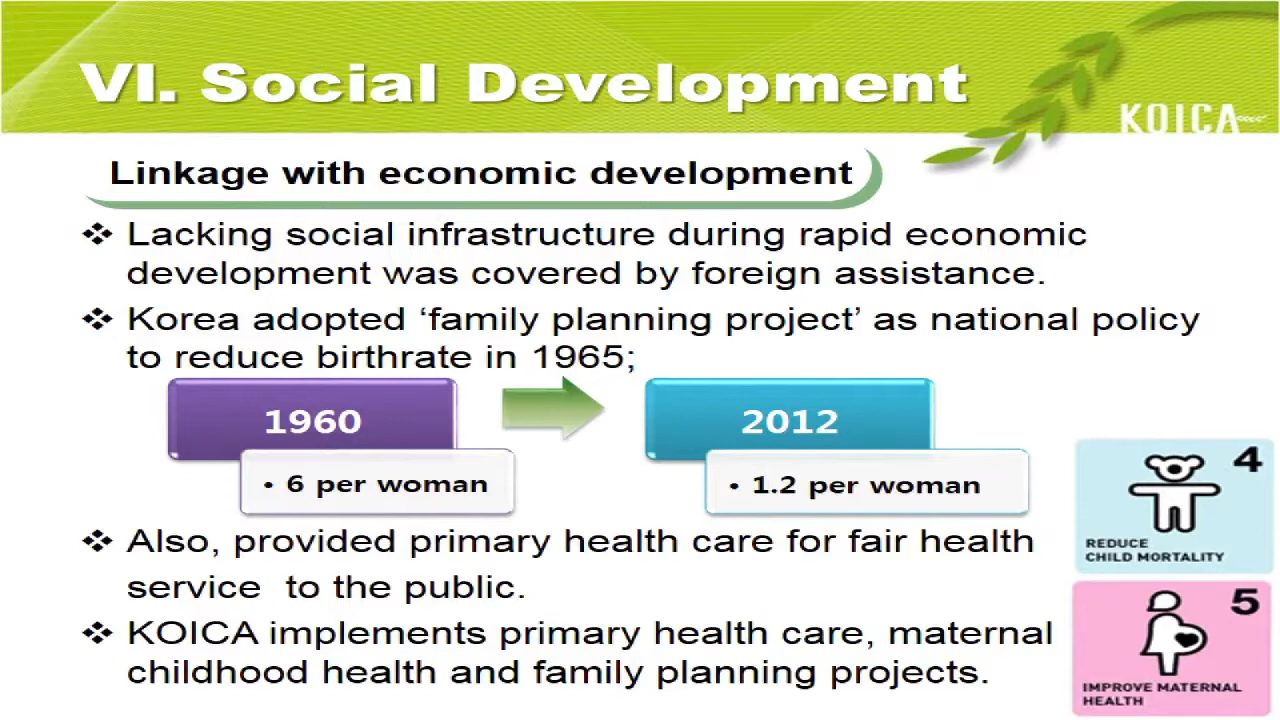 VI. Social Development
KOICA
Linkage with economic development
❖ Lacking social infrastructure during rapid economic
development was covered by foreign assistance.
❖ Korea adopted ‘family planning project’ as national policy
to reduce birthrate in 1965;
1960
• 6 per woman
2012
• 1.2 per woman
❖ Also, provided primary health care for fair health
service to the public.
❖ KOICA implements primary health care, maternal
childhood health and family planning projects.
4
REDUCE
CHILD MORTALITY
5
IMPROVE MATERNAL
HEALTH